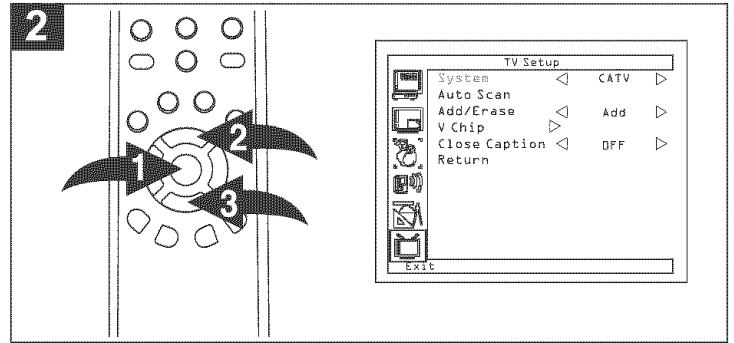 2
1
2
3
TV Setup
System CATV
Auto Scan
Add/Erase Add
V Chip
Close Caption OFF
Return
Exit